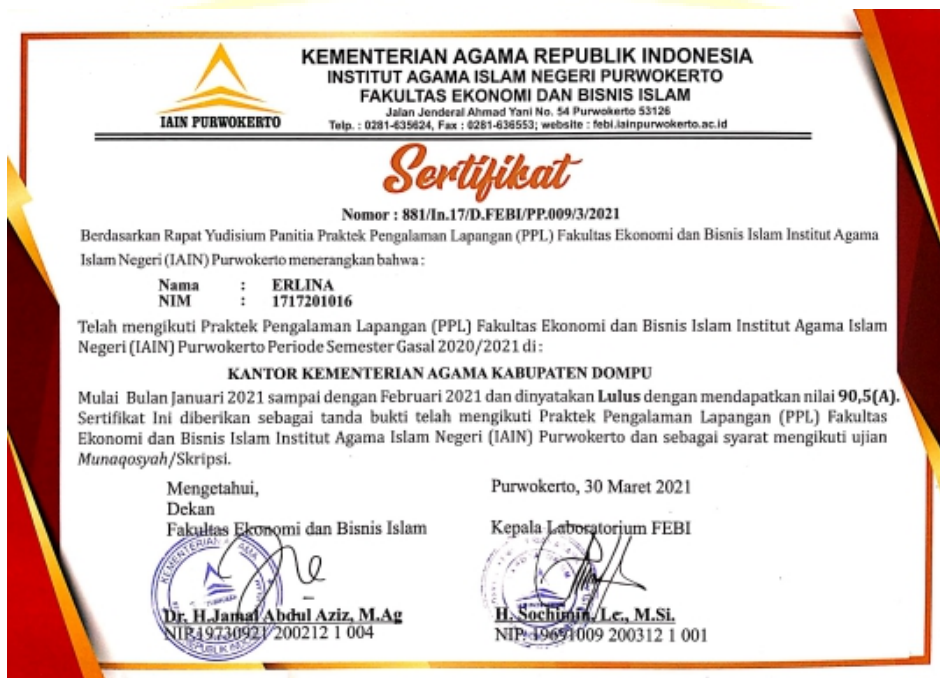 KEMENTERIAN AGAMA REPUBLIK INDONESIA
INSTITUT AGAMA ISLAM NEGERI PURWOKERTO
FAKULTAS EKONOMI DAN BISNIS ISLAM
Jalan Jenderal Ahmad Yani No. 54 Purwokerto 53126
Telp. : 0281-635624, Fax : 0281-636553; website : febi.iainpurwokerto.ac.id
IAIN PURWOKERTO
Sertifikat
Nomor : 881/In.17/D.FEBI/PP.009/3/2021
Berdasarkan Rapat Yudisium Panitia Praktek Pengalaman Lapangan (PPL) Fakultas Ekonomi dan Bisnis Islam Institut Agama
Islam Negeri (IAIN) Purwokerto menerangkan bahwa :
Nama : ERLINA
NIM : 1717201016
Telah mengikuti Praktek Pengalaman Lapangan (PPL) Fakultas Ekonomi dan Bisnis Islam Institut Agama Islam
Negeri (IAIN) Purwokerto Periode Semester Gasal 2020/2021 di :
KANTOR KEMENTERIAN AGAMA KABUPATEN DOMPU
Mulai Bulan Januari 2021 sampai dengan Februari 2021 dan dinyatakan Lulus dengan mendapatkan nilai 90,5(A).
Sertifikat Ini diberikan sebagai tanda bukti telah mengikuti Praktek Pengalaman Lapangan (PPL) Fakultas
Ekonomi dan Bisnis Islam Institut Agama Islam Negeri (IAIN) Purwokerto dan sebagai syarat mengikuti ujian
Munaqosyah/Skripsi.
Mengetahui,
Dekan
Fakultas Ekonomi dan Bisnis Islam
Dr. H.Jamal Abdul Aziz, M.Ag
NIP.19730921 200212 1 004
Purwokerto, 30 Maret 2021
Kepala Laboratorium FEBI
H. Sochimin, Lc., M.Si.
NIP. 19691009 200312 1 001
KEMENTERIAN AGAMA
REPUBLIK INDONESIA